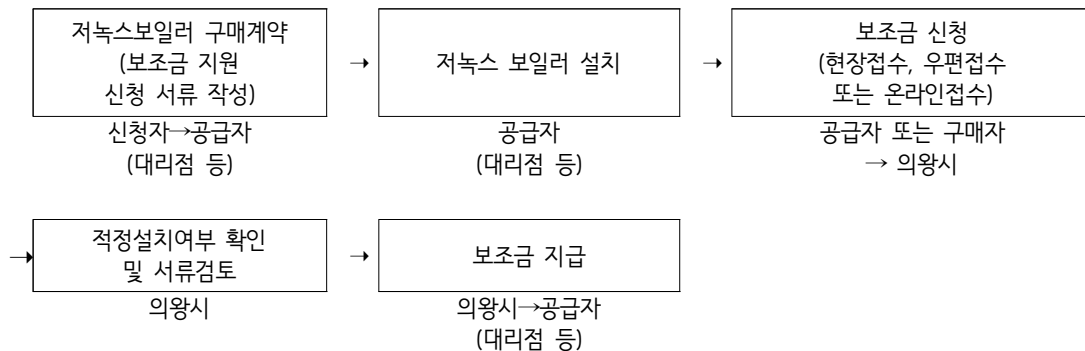 저녹스보일러 구매계약
(보조금 지원
신청 서류 작성)
→
저녹스 보일러 설치
→
보조금 신청
(현장접수, 우편접수
또는 온라인접수)
신청자→공급자
(대리점 등)
공급자
(대리점 등)
공급자 또는 구매자
→ 의왕시
→
적정설치여부 확인
및 서류검토
→
보조금 지급
의왕시
의왕시→공급자
(대리점 등)